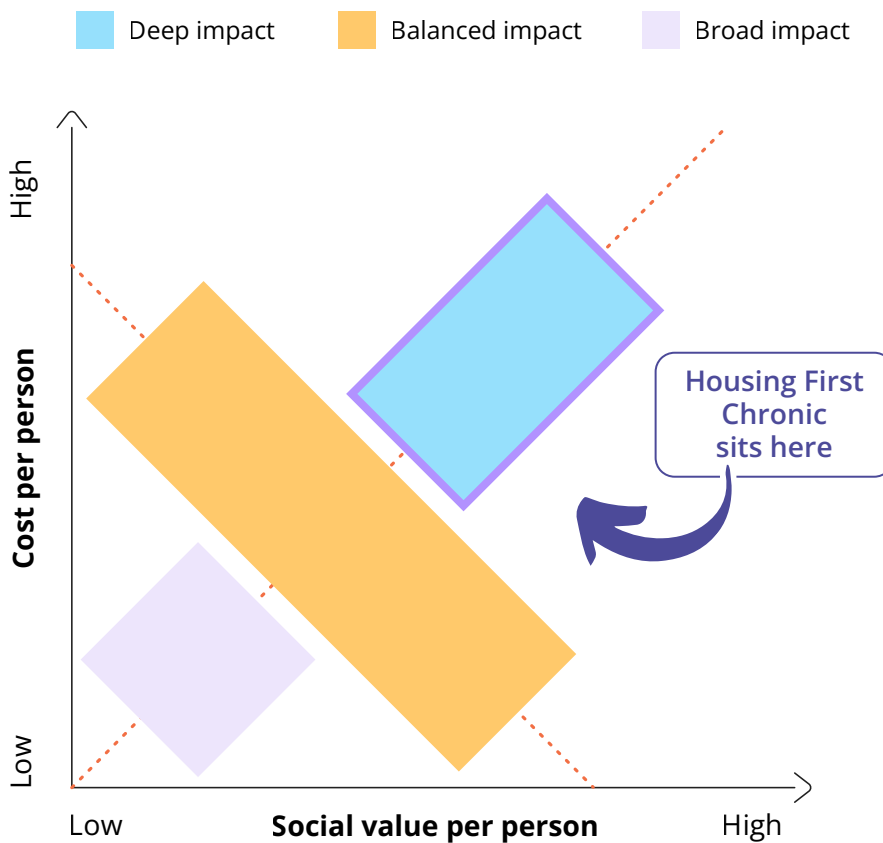 Deep impact
Balanced impact
Broad impact
High
Cost per person
Low
Housing First
Chronic
sits here
Low
Social value per person
High